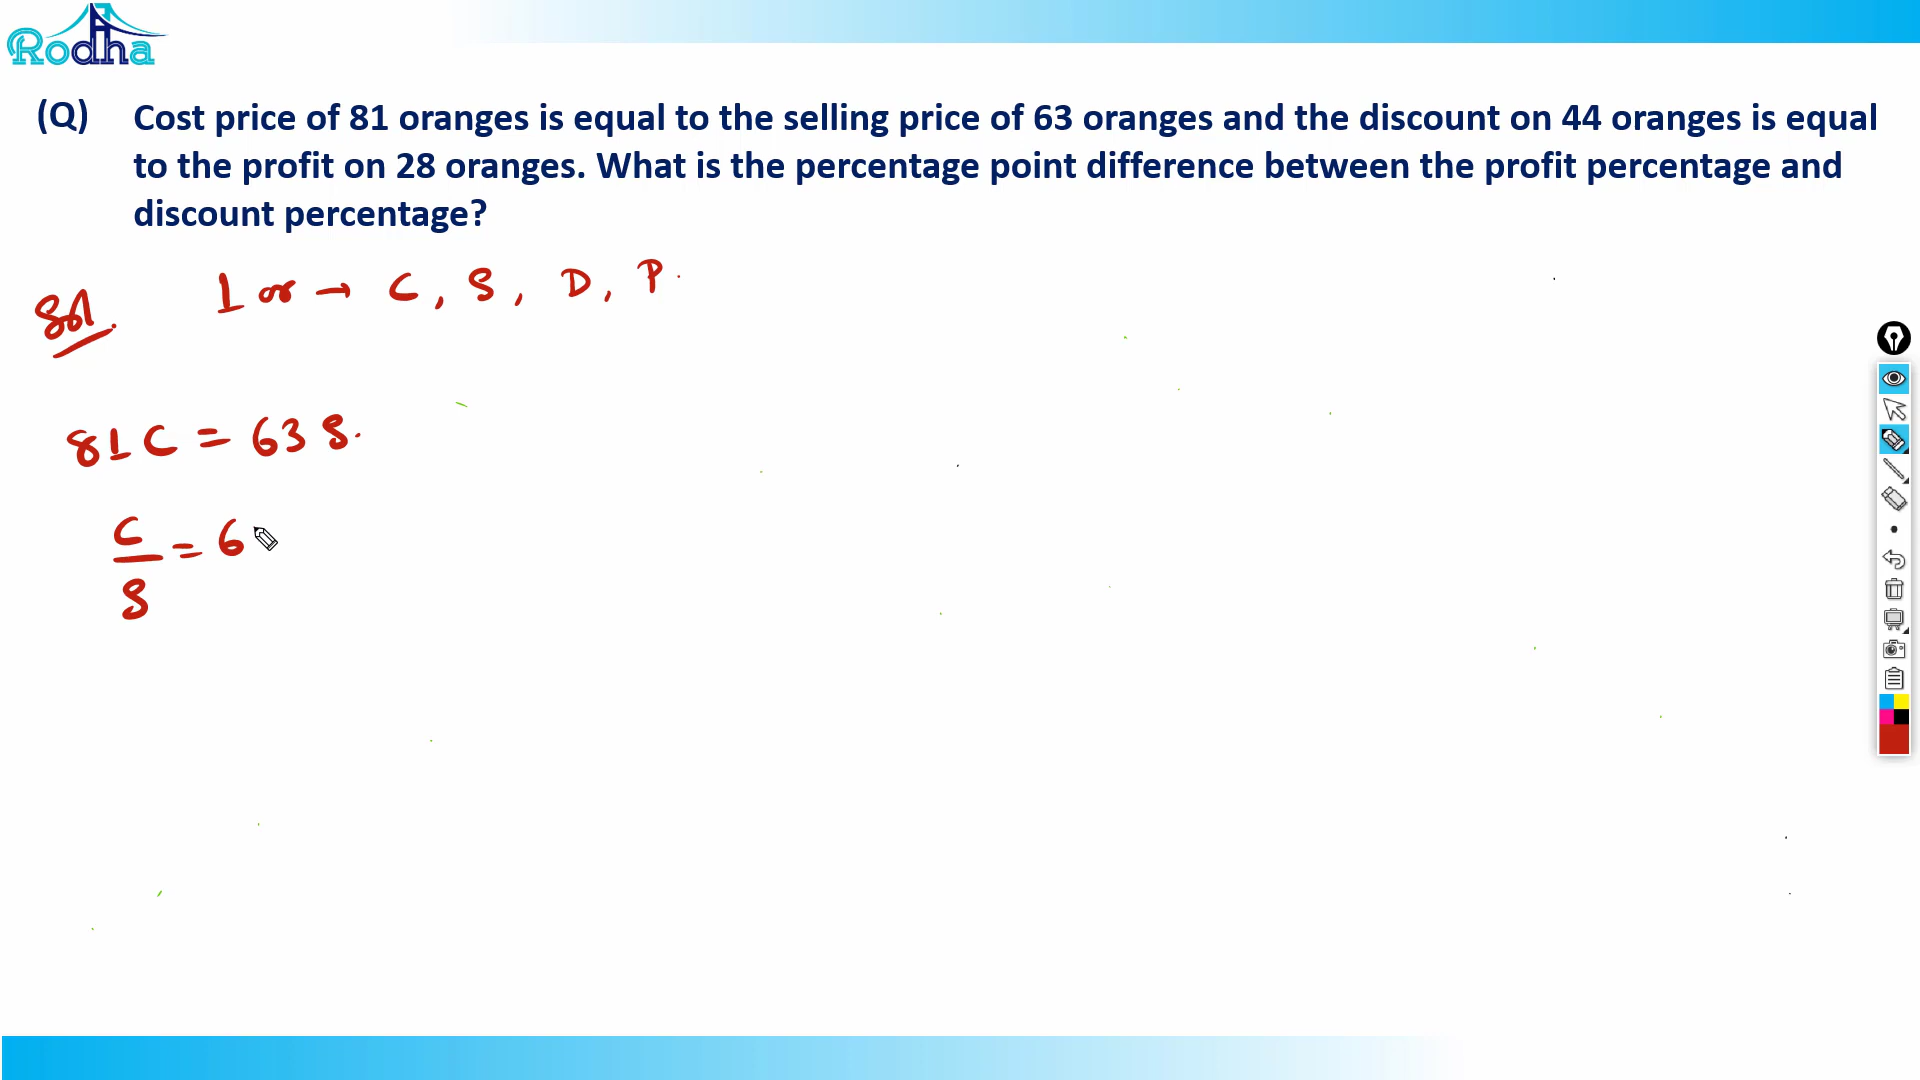 Rodha
(Q) Cost price of 81 oranges is equal to the selling price of 63 oranges and the discount on 44 oranges is equal
to the profit on 28 oranges. What is the percentage point difference between the profit percentage and
discount percentage?
Sol.
1 or → C, S, D, P.
81 C = 63 S.
C/S = 6